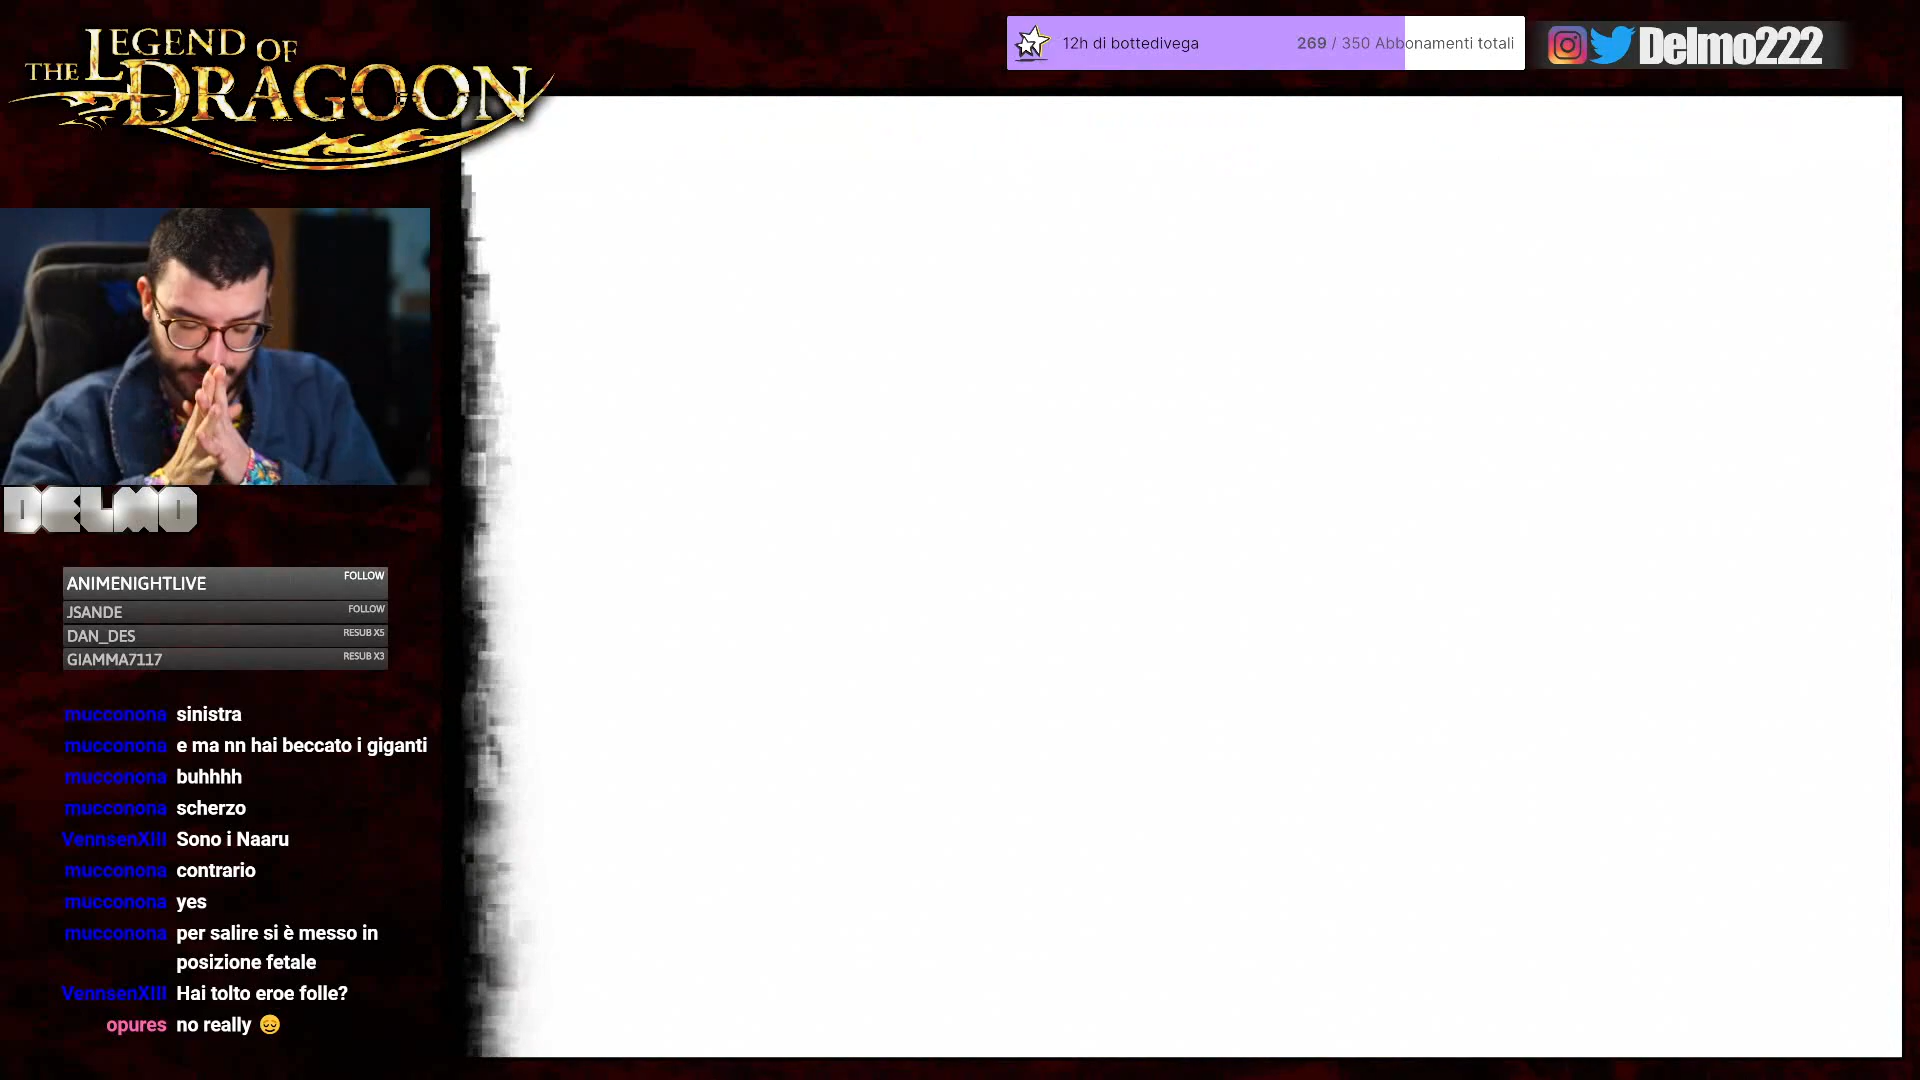 THE LEGEND OF
DRAGOON
12h di bottedivega 269 / 350 Abbonamenti totali
Delmo222
DELMO
ANIMENIGHTLIVE FOLLOW
JSANDE FOLLOW
DAN_DES RESUB X5
GIAMMA7117 RESUB X3
mucconona sinistra
mucconona e ma nn hai beccato i giganti
mucconona buhhhh
mucconona scherzo
VennsenXIII Sono i Naaru
mucconona contrario
mucconona yes
mucconona per salire si è messo in
posizione fetale
VennsenXIII Hai tolto eroe folle?
opures no really 😌